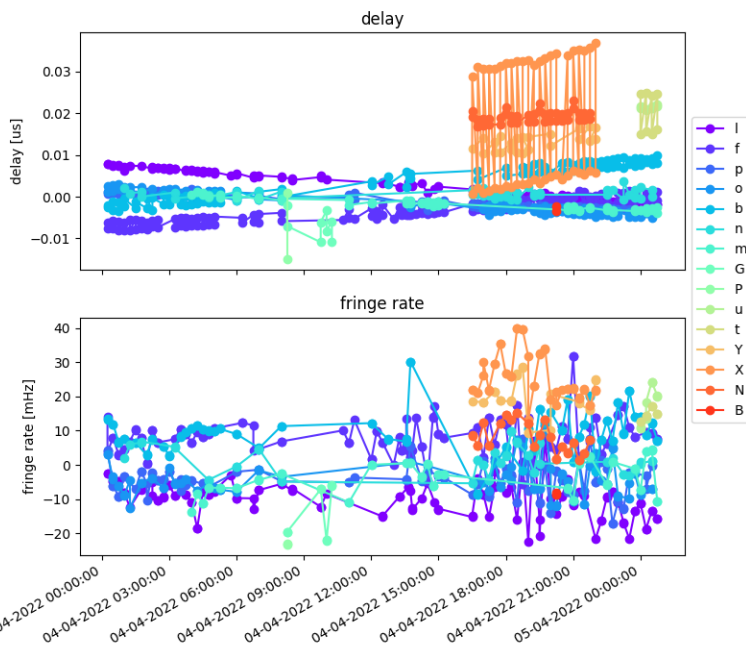 delay
delay [us]
0.03
0.02
0.01
0.00
−0.01
fringe rate
fringe rate [mHz]
40
30
20
10
0
−10
−20
04-04-2022 00:00:00
04-04-2022 03:00:00
04-04-2022 06:00:00
04-04-2022 09:00:00
04-04-2022 12:00:00
04-04-2022 15:00:00
04-04-2022 18:00:00
04-04-2022 21:00:00
05-04-2022 00:00:00
l
f
p
o
b
n
m
G
P
u
t
Y
X
N
B